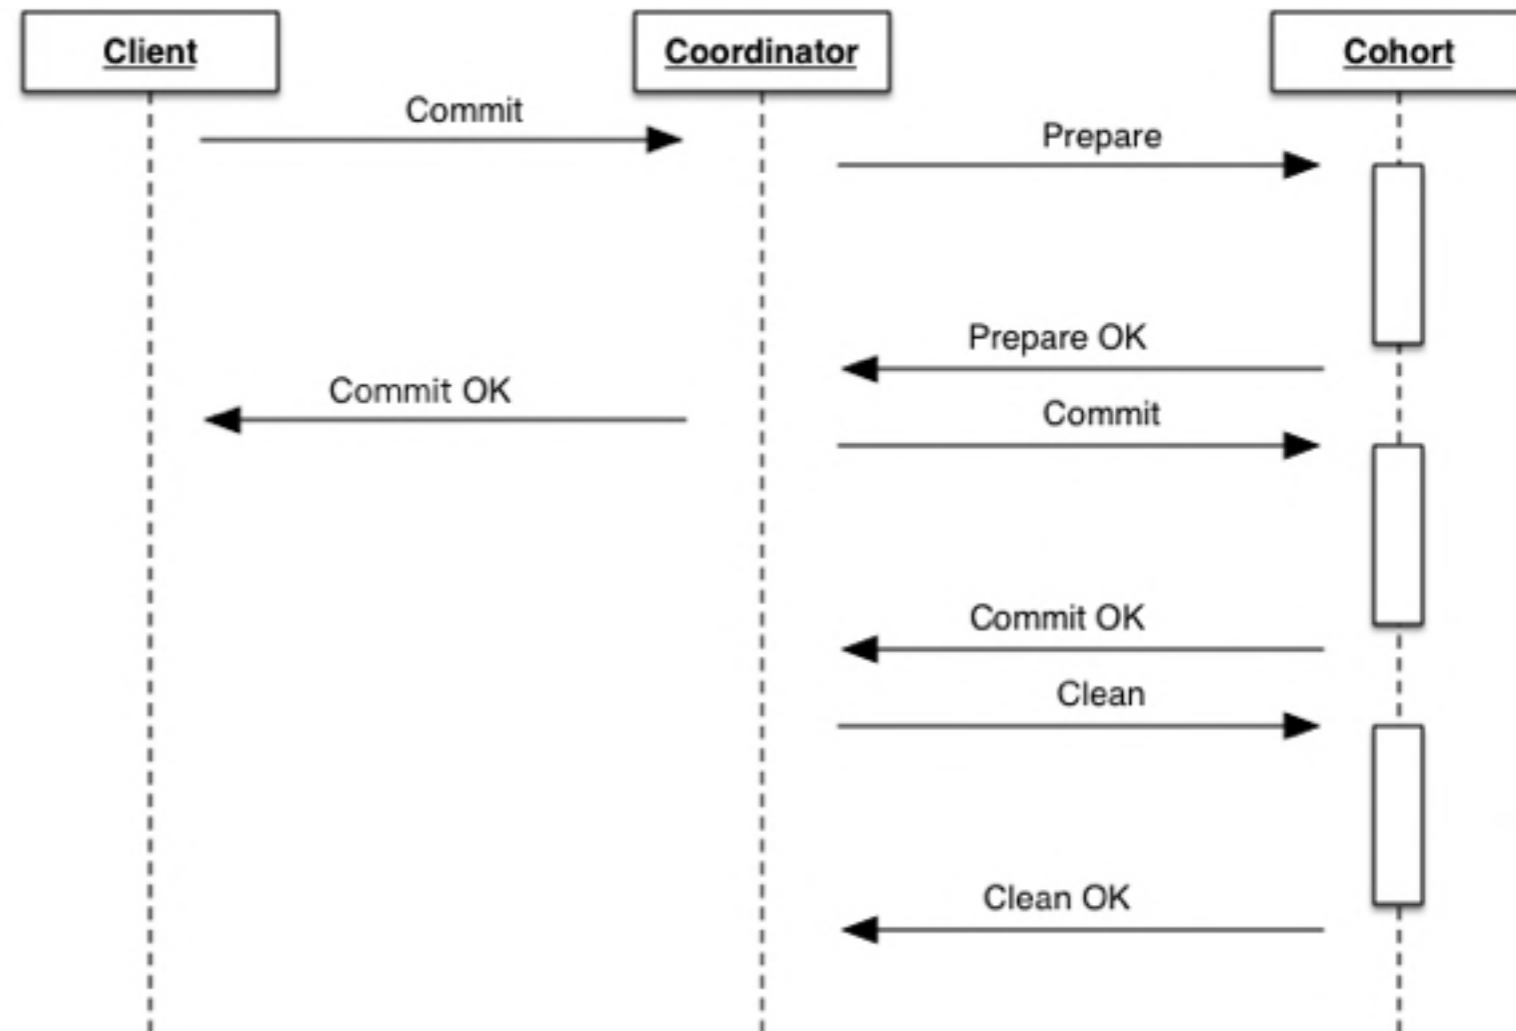 Client
Coordinator
Cohort
Commit
Prepare
Prepare OK
Commit OK
Commit
Commit OK
Clean
Clean OK